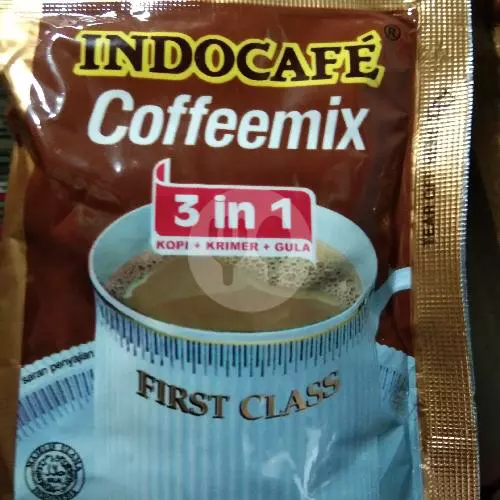 INDOCAFÉ®
Coffeemix
3 in 1
KOPI + KRIMER + GULA
FIRST CLASS
saran penyajian